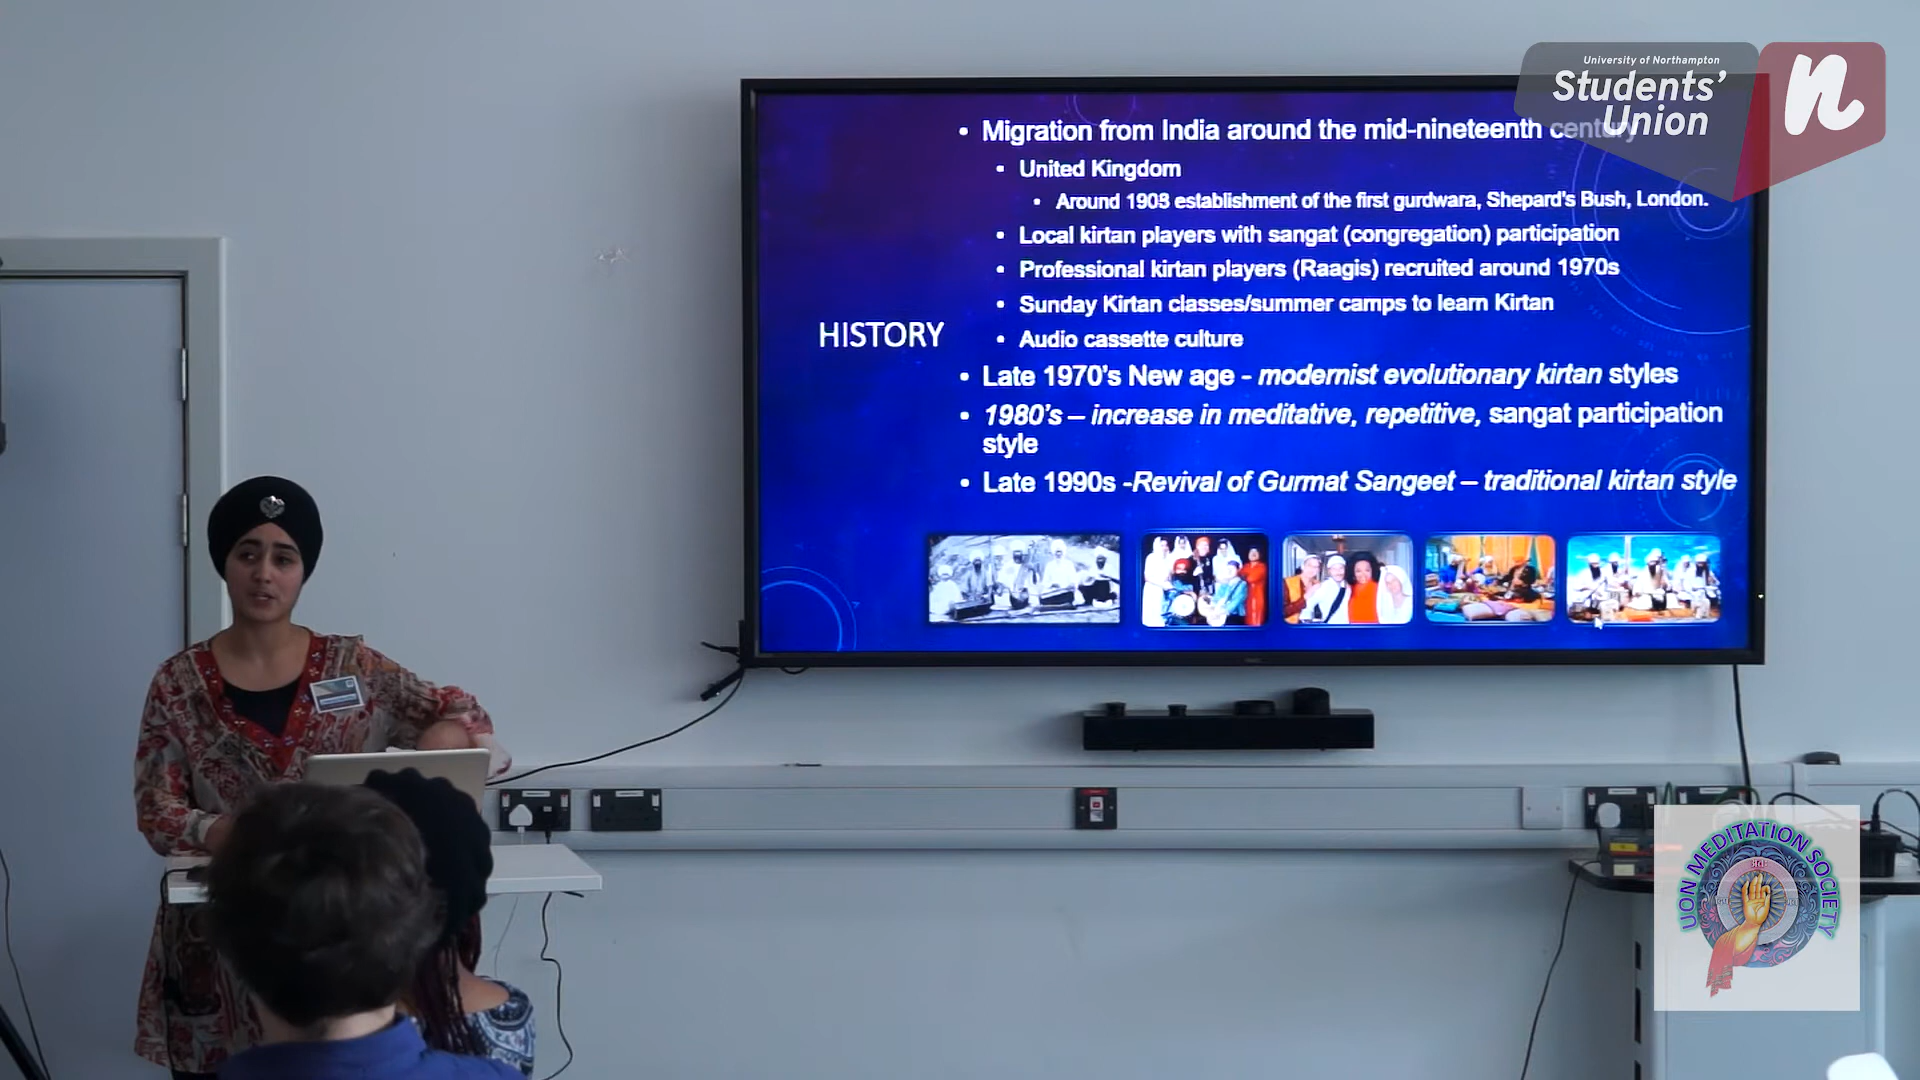 University of Northampton
Students'
Union
n
• Migration from India around the mid-nineteenth century
• United Kingdom
• Around 1908 establishment of the first gurdwara, Shepard's Bush, London.
• Local kirtan players with sangat (congregation) participation
• Professional kirtan players (Raagis) recruited around 1970s
• Sunday Kirtan classes/summer camps to learn Kirtan
HISTORY
• Audio cassette culture
• Late 1970's New age - modernist evolutionary kirtan styles
• 1980's – increase in meditative, repetitive, sangat participation
style
• Late 1990s -Revival of Gurmat Sangeet – traditional kirtan style
UON MEDITATION SOCIETY